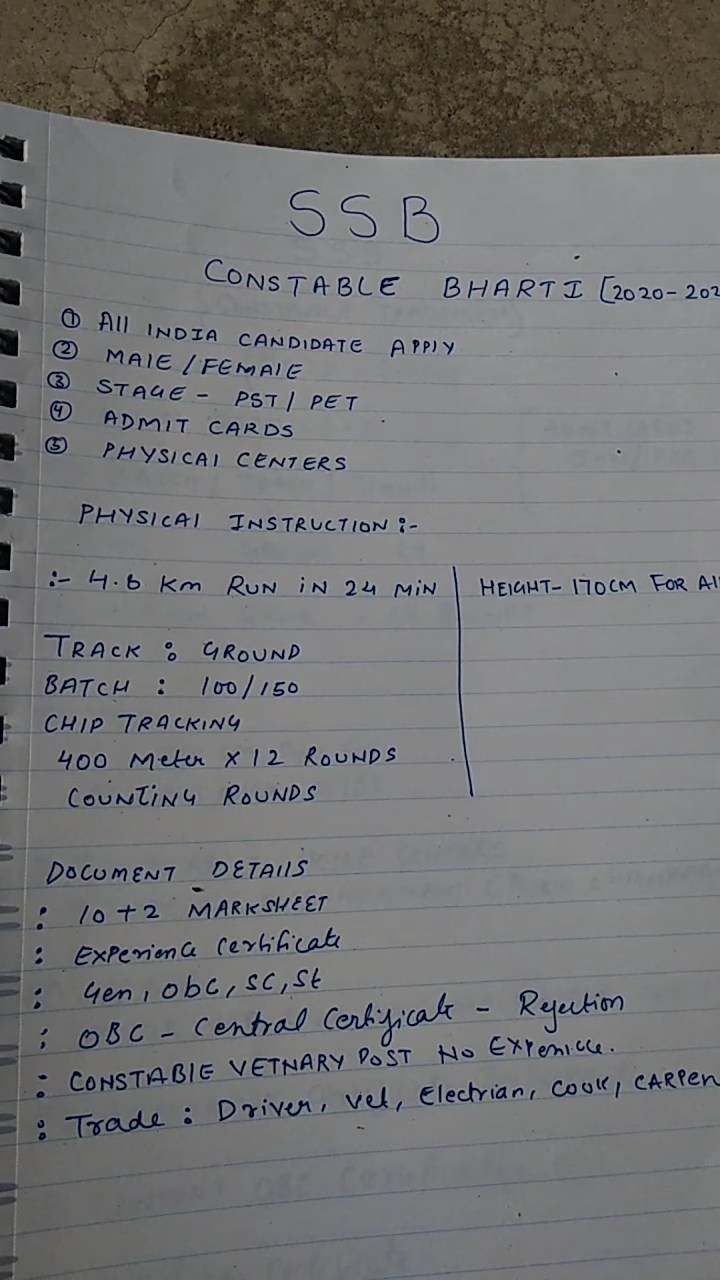 SSB
CONSTABLE BHARTI [2020-202
① All INDIA CANDIDATE APPLY
② MALE / FEMALE
③ STAGE - PST / PET
④ ADMIT CARDS
⑤ PHYSICAL CENTERS
PHYSICAL INSTRUCTION :-
:- 4.6 Km RUN iN 24 MiN
HEIGHT- 170CM FOR Al
TRACK : GROUND
BATCH : 100/150
CHIP TRACKING
400 Meter X 12 ROUNDS
COUNTiNG ROUNDS
DOCUMENT DETAILS
: 10+2 MARKSHEET
: Experience Certificate
: Gen, Obc, SC, St
: OBC - Central Certificate - Rejection
: CONSTABLE VETNARY POST NO EXPerience.
: Trade : Driver, vet, Electrian, Cook, CARPEN